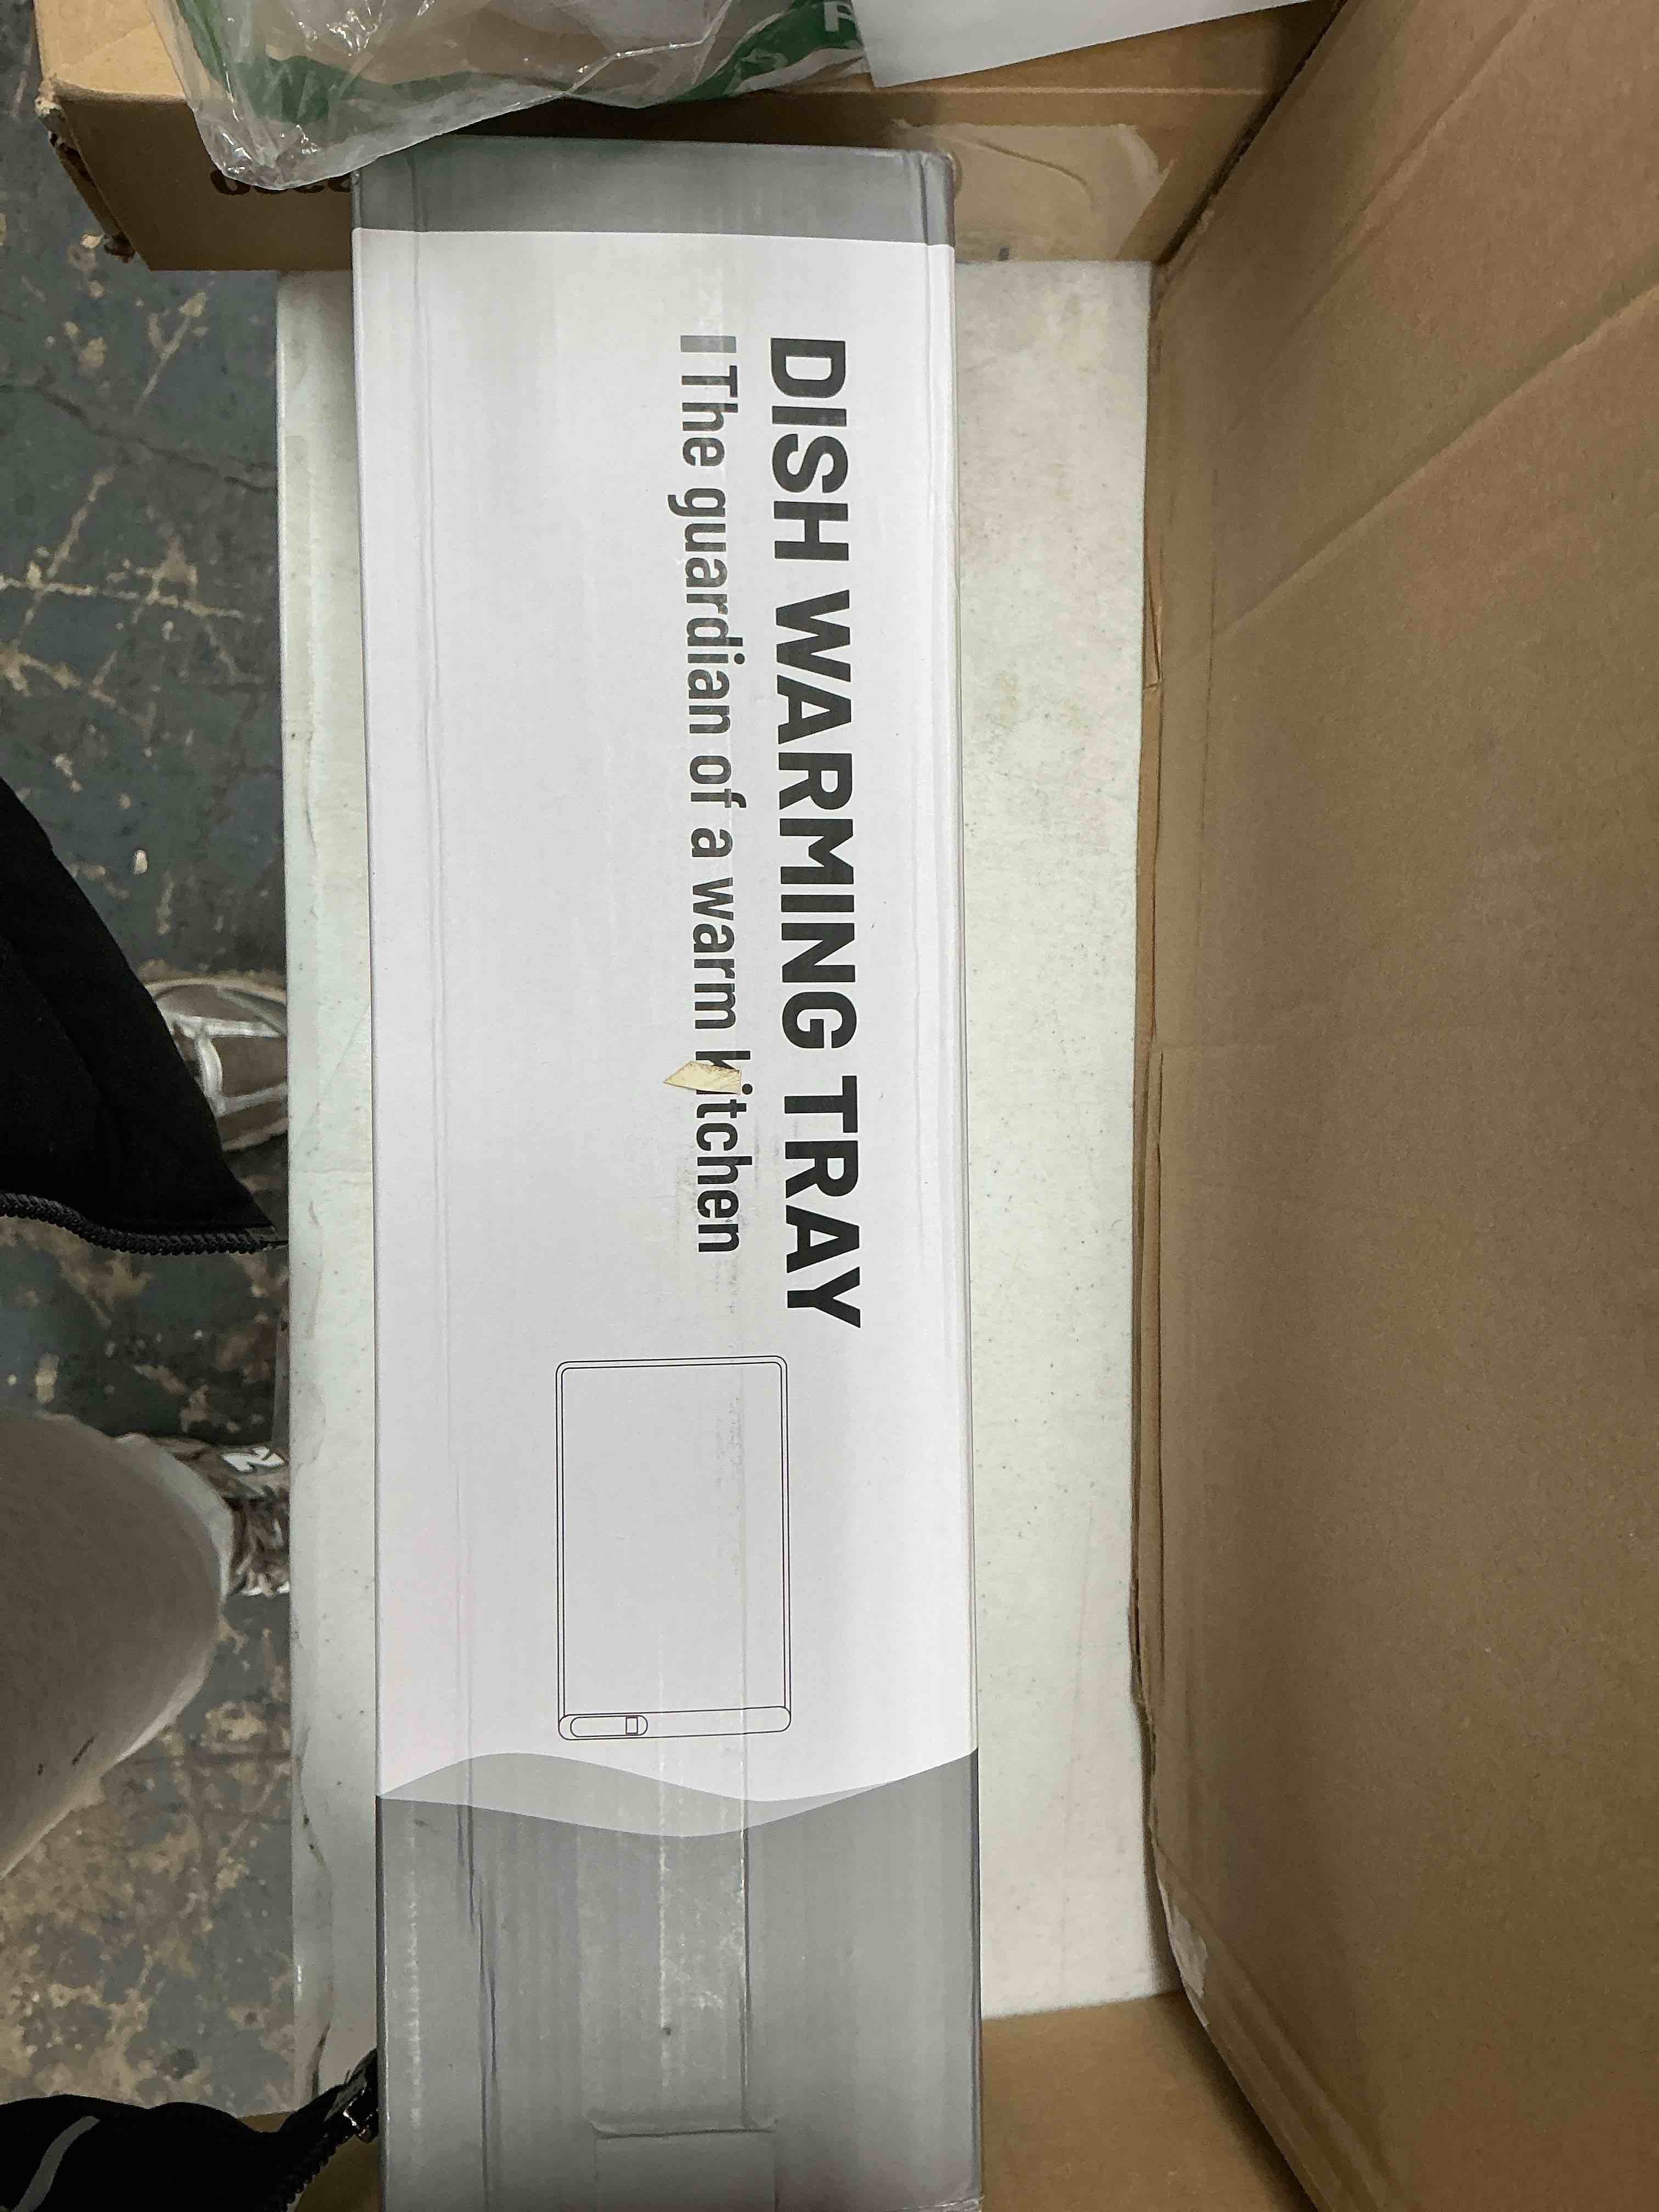 DISH WARMING TRAY
The guardian of a warm kitchen